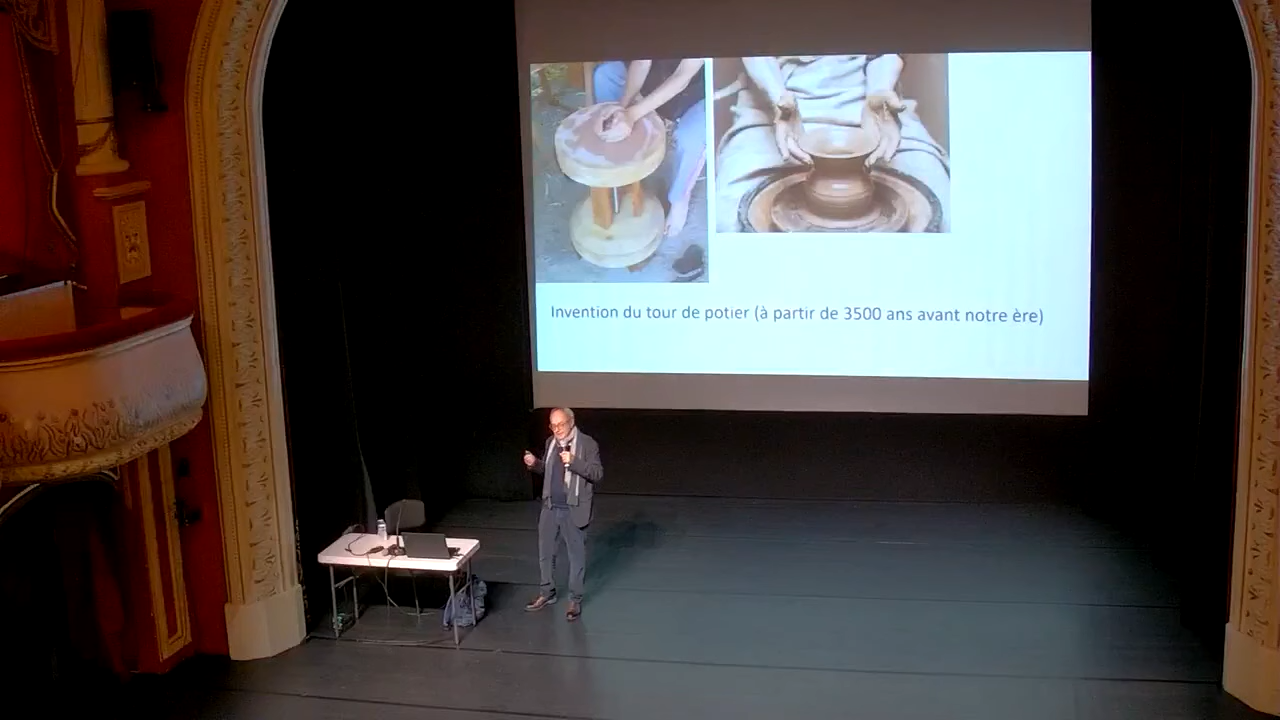 Invention du tour de potier (à partir de 3500 ans avant notre ère)